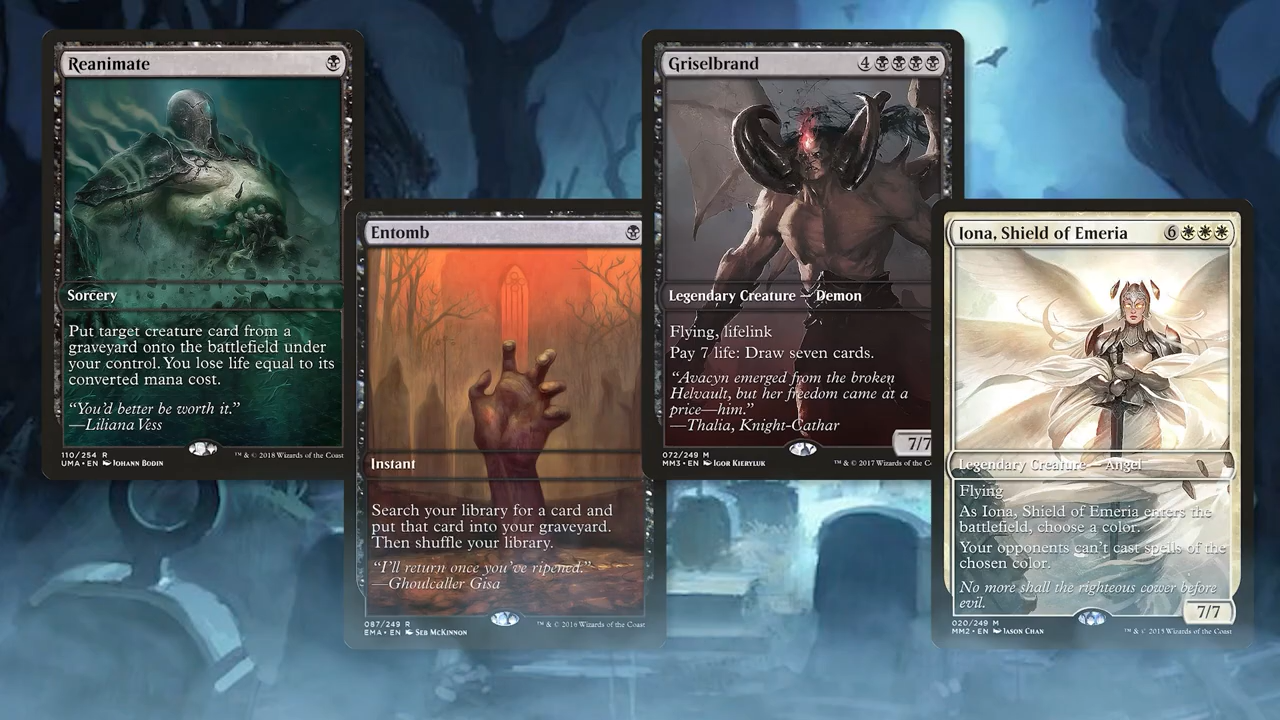 Reanimate
Sorcery
Put target creature card from a
graveyard onto the battlefield under
your control. You lose life equal to its
converted mana cost.
“You’d better be worth it.”
—Liliana Vess
110/254 R
UMA • EN Johann Bodin
™ & © 2018 Wizards of the Coast
Entomb
Instant
Search your library for a card and
put that card into your graveyard.
Then shuffle your library.
“I’ll return once you’ve ripened.”
—Ghoulcaller Gisa
087/249 R
EMA • EN Seb McKinnon
™ & © 2016 Wizards of the Coast
Griselbrand
4
Legendary Creature — Demon
Flying, lifelink
Pay 7 life: Draw seven cards.
“Avacyn emerged from the broken
Helvault, but her freedom came at a
price—him.”
—Thalia, Knight-Cathar
7/7
072/249 M
MM3 • EN Igor Kieryluk
™ & © 2017 Wizards of the Co
Iona, Shield of Emeria
6
Legendary Creature — Angel
Flying
As Iona, Shield of Emeria enters the
battlefield, choose a color.
Your opponents can’t cast spells of the
chosen color.
No more shall the righteous cower before
evil.
7/7
020/249 M
MM2 • EN Jason Chan
™ & © 2015 Wizards of the Coast